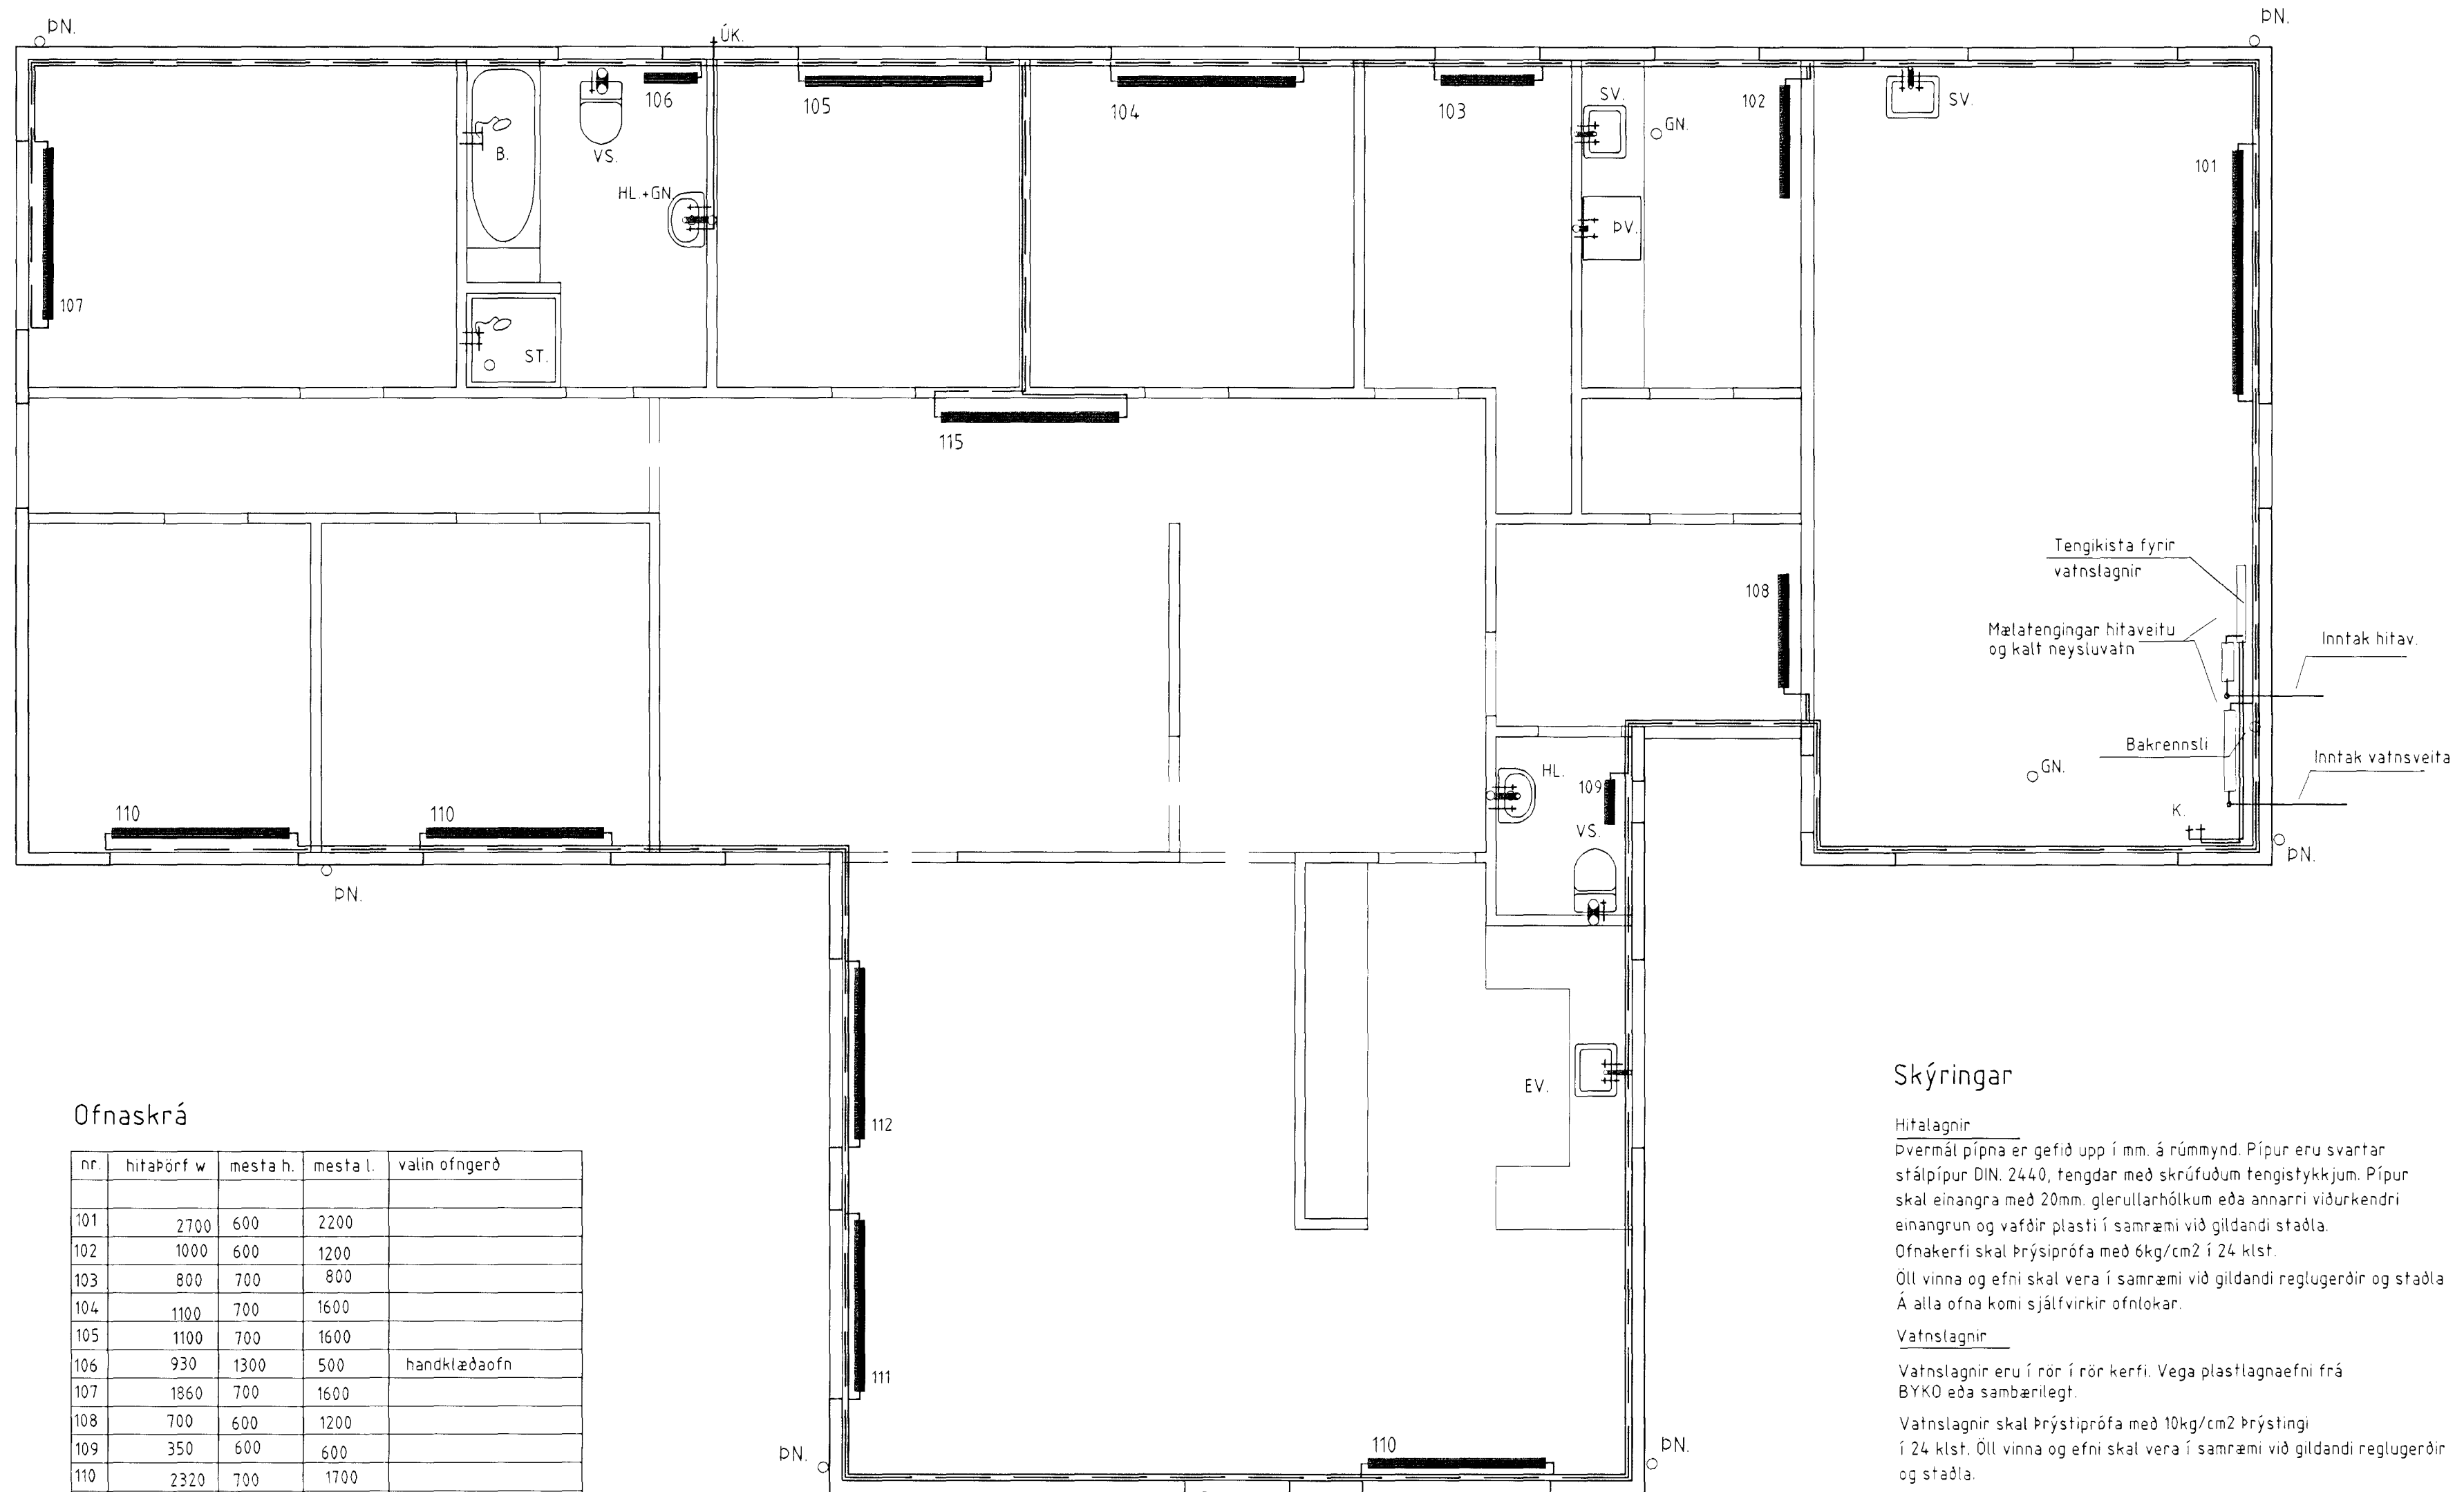 ÞN.
ÚK.
ÞN.
106
105
104
103
SV.
GN.
102
SV.
B.
VS.
HL.+GN.
ÞV.
101
107
ST.
115
Tengikista fyrir
vatnslagnir
108
Mælatengingar hitaveitu
og kalt neysluvatn
Inntak hitav.
Bakrennsli
Inntak vatnsveita
HL.
109
GN.
K.
VS.
110
110
ÞN.
ÞN.
EV.
112
111
110
ÞN.
ÞN.
Ofnaskrá
nr. hitaþörf w mesta h. mesta l. valin ofngerð
101 2700 600 2200
102 1000 600 1200
103 800 700 800
104 1100 700 1600
105 1100 700 1600
106 930 1300 500 handklæðaofn
107 1860 700 1600
108 700 600 1200
109 350 600 600
110 2320 700 1700
Skýringar
Hitalagnir
Þvermál pípna er gefið upp í mm. á rúmmynd. Pípur eru svartar
stálpípur DIN. 2440, tengdar með skrúfuðum tengistykkjum. Pípur
skal einangra með 20mm. glerullarhólkum eða annarri viðurkendri
einangrun og vafðir plasti í samræmi við gildandi staðla.
Ofnakerfi skal Þrýsiprófa með 6kg/cm2 í 24 klst.
Öll vinna og efni skal vera í samræmi við gildandi reglugerðir og staðla
Á alla ofna komi sjálfvirkir ofnlokar.
Vatnslagnir
Vatnslagnir eru í rör í rör kerfi. Vega plastlagnaefni frá
BYKO eða sambærilegt.
Vatnslagnir skal Þrýstiprófa með 10kg/cm2 Þrýstingi
í 24 klst. Öll vinna og efni skal vera í samræmi við gildandi reglugerðir
og staðla.